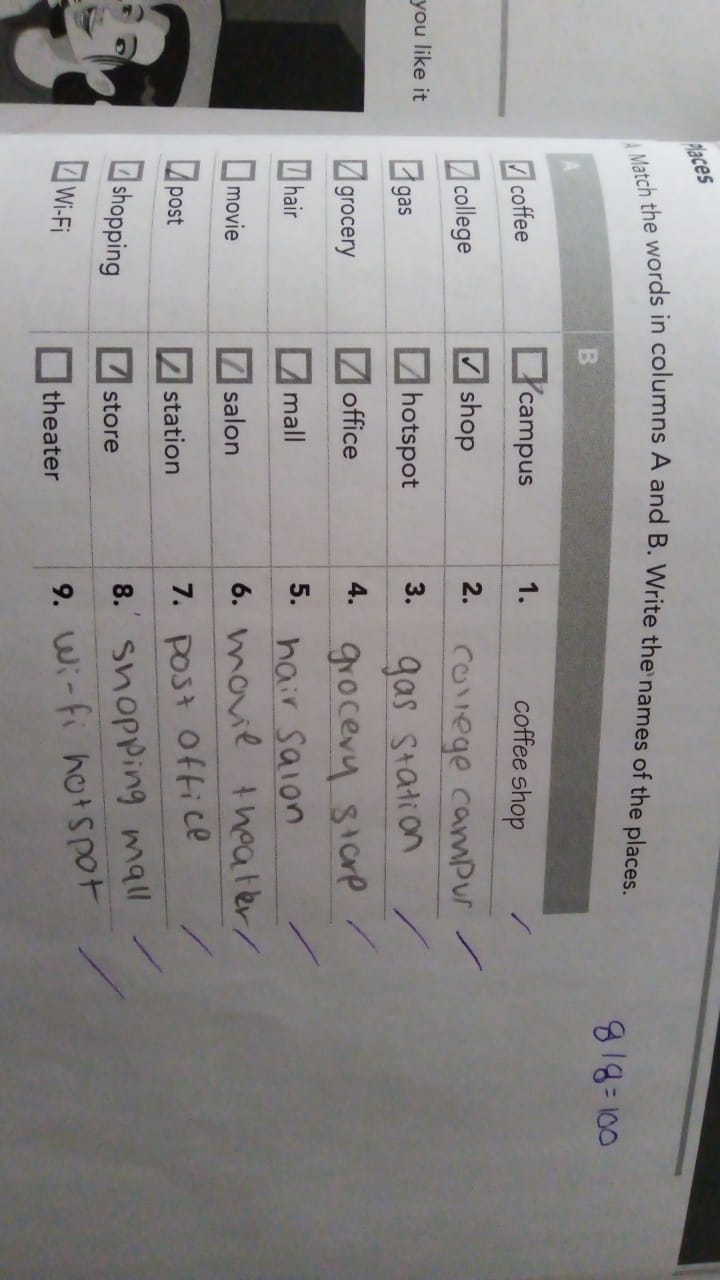 you like it
Places
A Match the words in columns A and B. Write the names of the places.
8/8=100
A B
✓ coffee campus 1. coffee shop
college ✓ shop 2. college campus
gas hotspot 3. gas station
grocery office 4. grocery store
hair mall 5. hair salon
movie salon 6. movie theater
post station 7. post office
shopping store 8. shopping mall
Wi-Fi theater 9. wi-fi hotspot